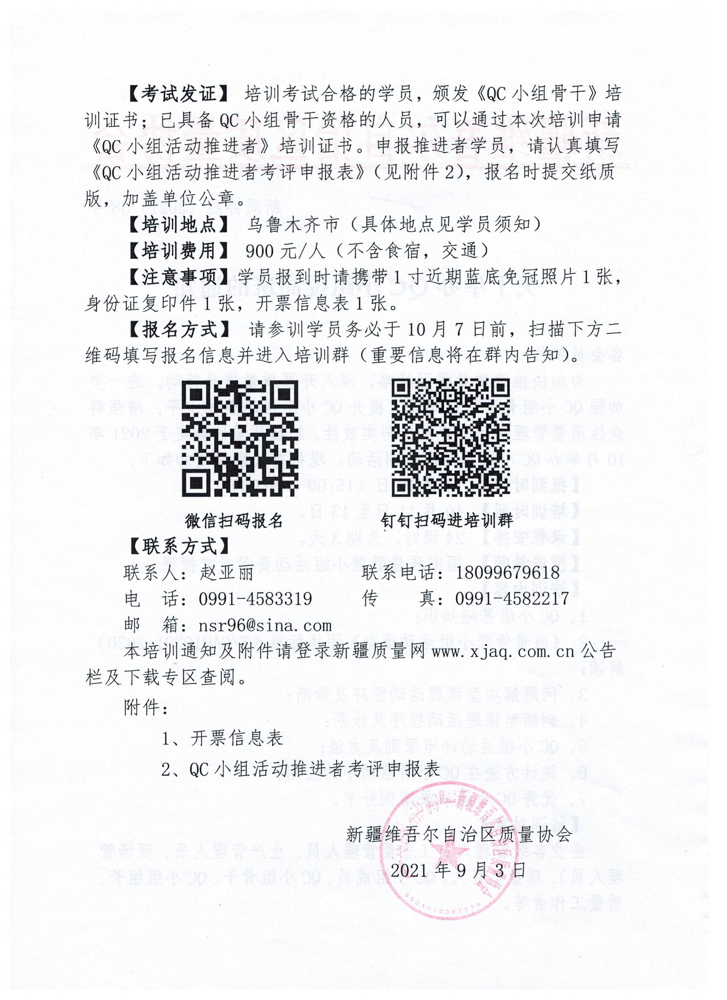 【考试发证】 培训考试合格的学员，颁发《QC 小组骨干》培
训证书；已具备 QC 小组骨干资格的人员，可以通过本次培训申请
《QC 小组活动推进者》培训证书。申报推进者学员，请认真填写
《QC 小组活动推进者考评申报表》（见附件 2），报名时提交纸质
版，加盖单位公章。
【培训地点】 乌鲁木齐市（具体地点见学员须知）
【培训费用】 900 元/人（不含食宿，交通）
【注意事项】学员报到时请携带 1 寸近期蓝底免冠照片 1 张，
身份证复印件 1 张，开票信息表 1 张。
【报名方式】 请参训学员务必于 10 月 7 日前，扫描下方二
维码填写报名信息并进入培训群（重要信息将在群内告知）。
微信扫码报名 钉钉扫码进培训群
【联系方式】
联系人：赵亚丽 联系电话：18099679618
电 话：0991-4583319 传 真：0991-4582217
邮 箱：nsr96@sina.com
本培训通知及附件请登录新疆质量网 www.xjaq.com.cn 公告
栏及下载专区查阅。
附件：
1、开票信息表
2、QC 小组活动推进者考评申报表
新疆维吾尔自治区质量协会
2021 年 9 月 3 日
新疆维吾尔自治区质量协会